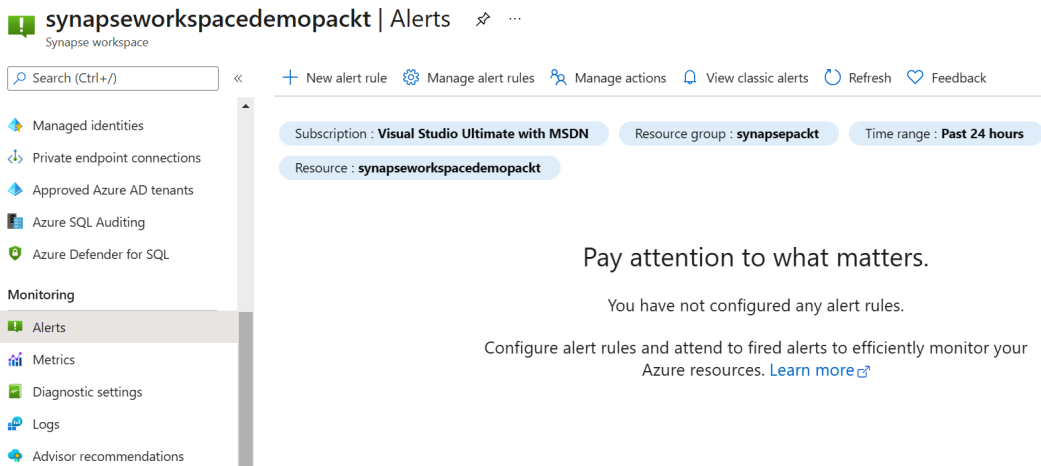 synapseworkspacedemopackt | Alerts ...
Synapse workspace
Search (Ctrl+/) «
New alert rule Manage alert rules Manage actions View classic alerts Refresh Feedback
Managed identities
Private endpoint connections
Approved Azure AD tenants
Azure SQL Auditing
Azure Defender for SQL
Monitoring
Alerts
Metrics
Diagnostic settings
Logs
Advisor recommendations
Subscription : Visual Studio Ultimate with MSDN Resource group : synapsepackt Time range : Past 24 hours
Resource : synapseworkspacedemopackt
Pay attention to what matters.
You have not configured any alert rules.
Configure alert rules and attend to fired alerts to efficiently monitor your
Azure resources. Learn more